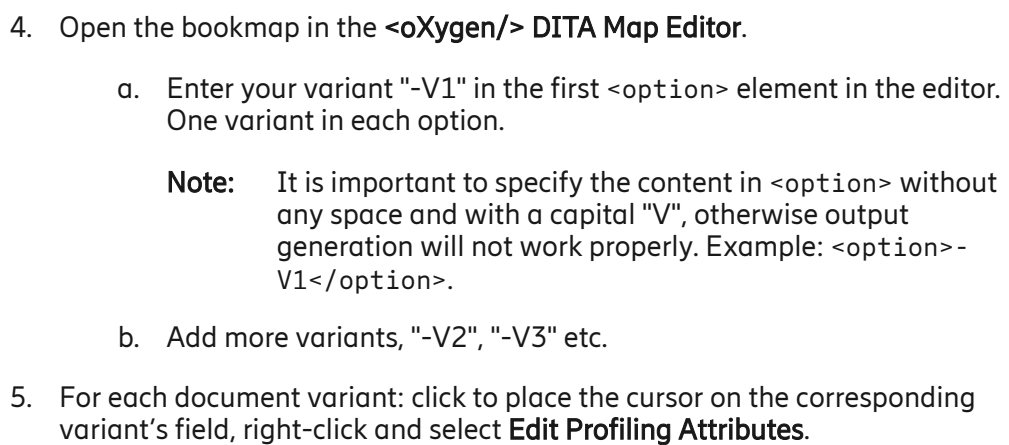 4. Open the bookmap in the <oXygen/> DITA Map Editor.
a. Enter your variant "-V1" in the first <option> element in the editor.
One variant in each option.
Note: It is important to specify the content in <option> without
any space and with a capital "V", otherwise output
generation will not work properly. Example: <option>-
V1</option>.
b. Add more variants, "-V2", "-V3" etc.
5. For each document variant: click to place the cursor on the corresponding
variant's field, right-click and select Edit Profiling Attributes.